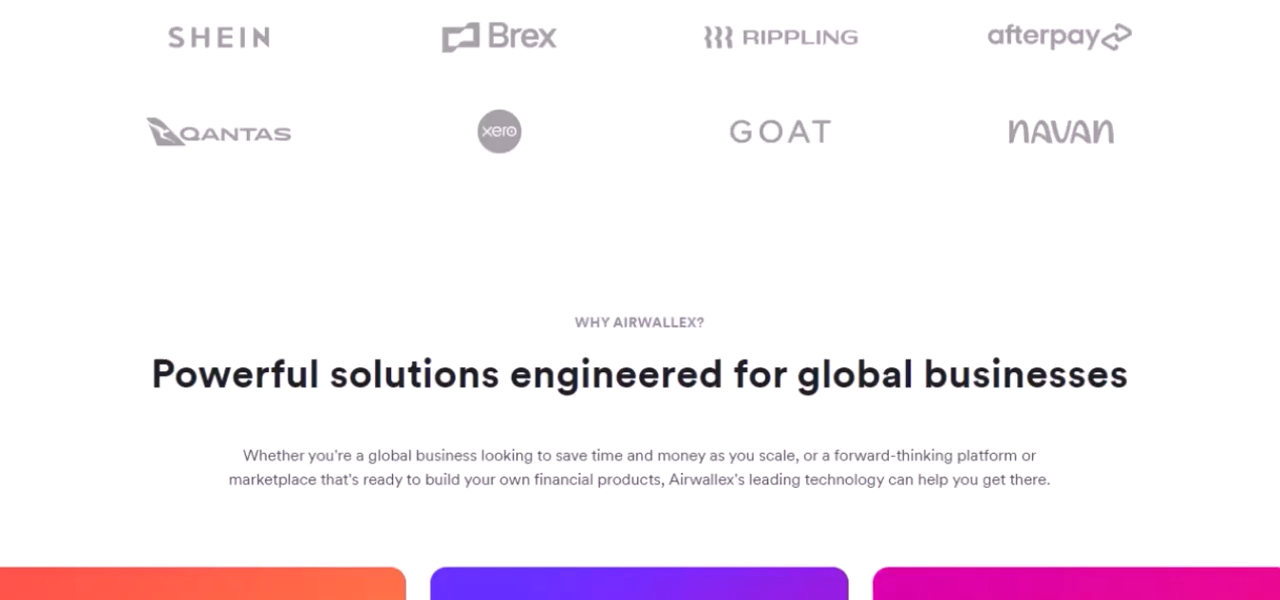 SHEIN Brex RIPPLING afterpay
QANTAS xero GOAT NAVAN
WHY AIRWALLEX?
Powerful solutions engineered for global businesses
Whether you're a global business looking to save time and money as you scale, or a forward-thinking platform or
marketplace that's ready to build your own financial products, Airwallex's leading technology can help you get there.